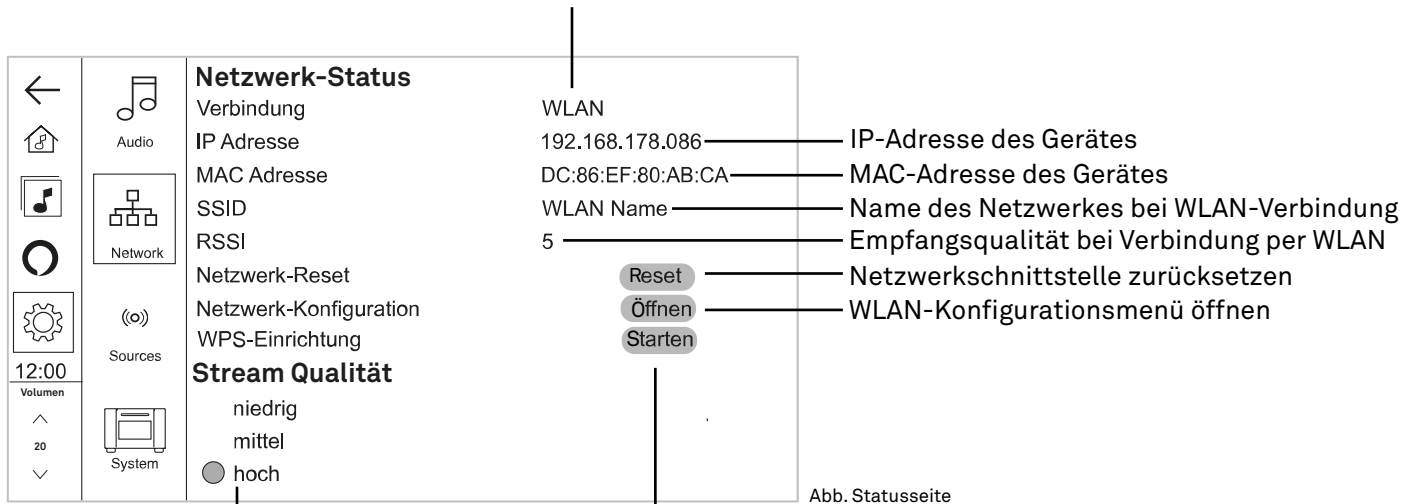 Netzwerk-Status
Verbindung WLAN
IP Adresse 192.168.178.086 IP-Adresse des Gerätes
MAC Adresse DC:86:EF:80:AB:CA MAC-Adresse des Gerätes
SSID WLAN Name Name des Netzwerkes bei WLAN-Verbindung
RSSI 5 Empfangsqualität bei Verbindung per WLAN
Netzwerk-Reset Reset Netzwerkschnittstelle zurücksetzen
Netzwerk-Konfiguration Öffnen WLAN-Konfigurationsmenü öffnen
WPS-Einrichtung Starten
Stream Qualität
niedrig
mittel
hoch
Audio
Network
Sources
System
12:00
Volumen
20
Abb. Statusseite